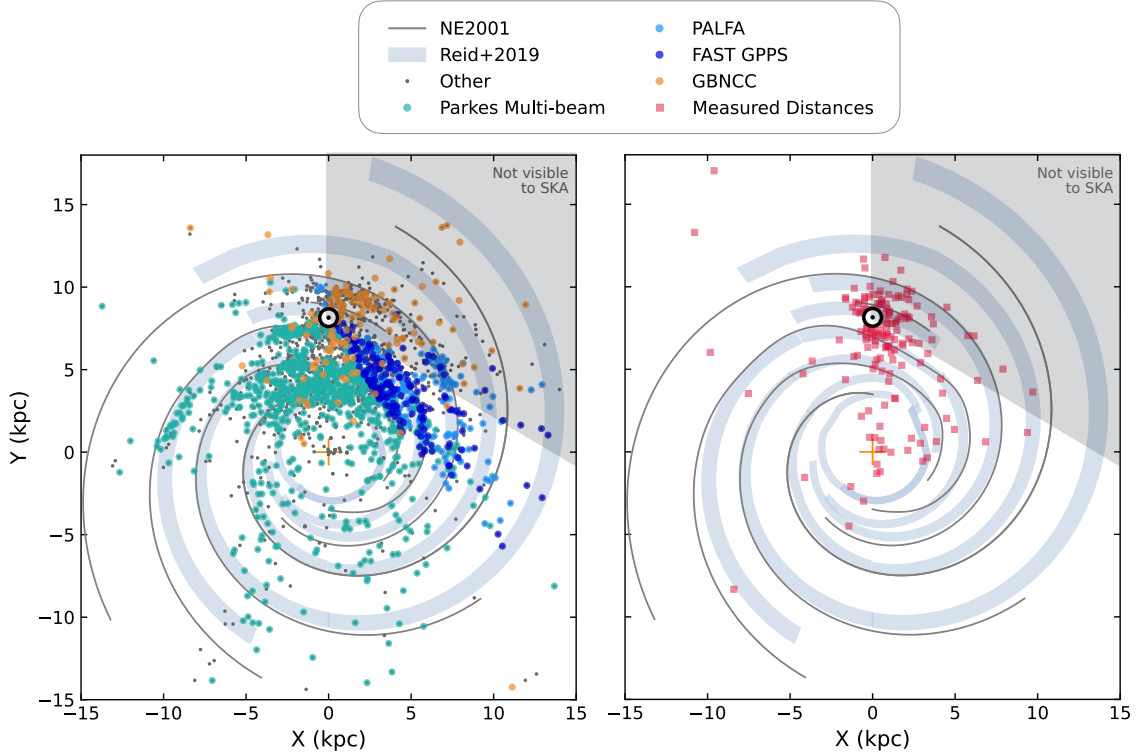 NE2001
Reid+2019
Other
Parkes Multi-beam
PALFA
FAST GPPS
GBNCC
Measured Distances
Not visible
to SKA
15
10
5
0
−5
−10
−15
Y (kpc)
−15 −10 −5 0 5 10 15
X (kpc)
Not visible
to SKA
−15 −10 −5 0 5 10 15
X (kpc)